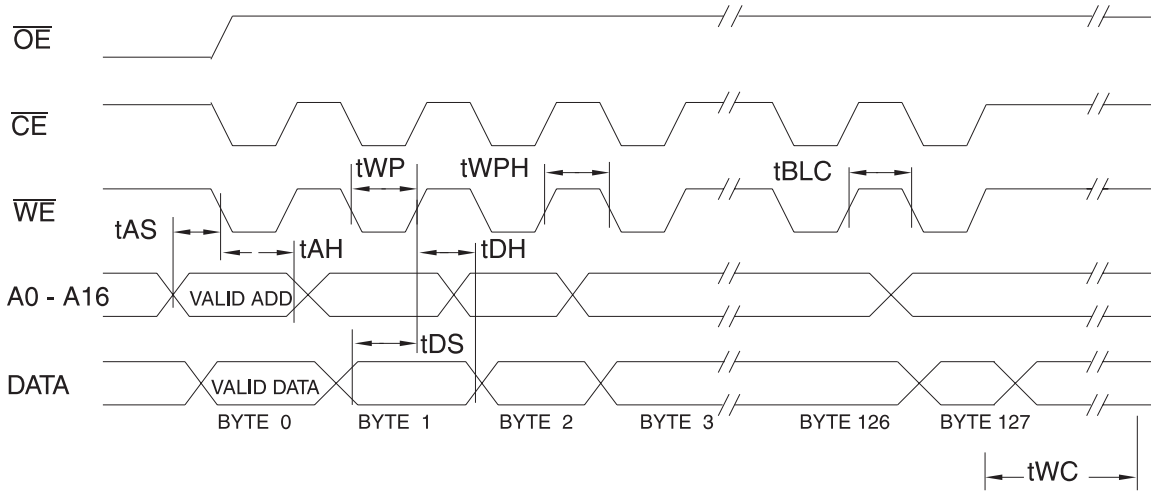 OE
CE
tWP
tWPH
tBLC
WE
tAS
tAH
tDH
A0 - A16
VALID ADD
tDS
DATA
VALID DATA
BYTE 0
BYTE 1
BYTE 2
BYTE 3
BYTE 126
BYTE 127
tWC